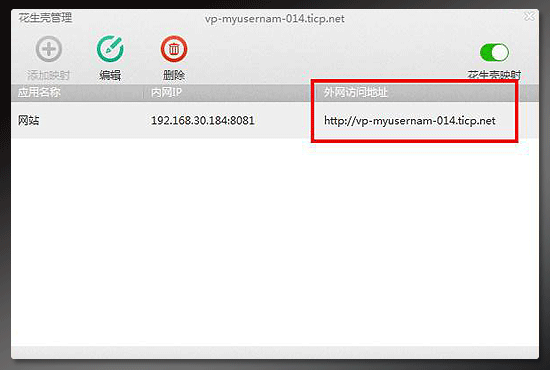 花生壳管理 vp-myusernam-014.ticp.net
添加映射 编辑 删除 花生壳映射
应用名称 内网IP 外网访问地址
网站 192.168.30.184:8081 http://vp-myusernam-014.ticp.net